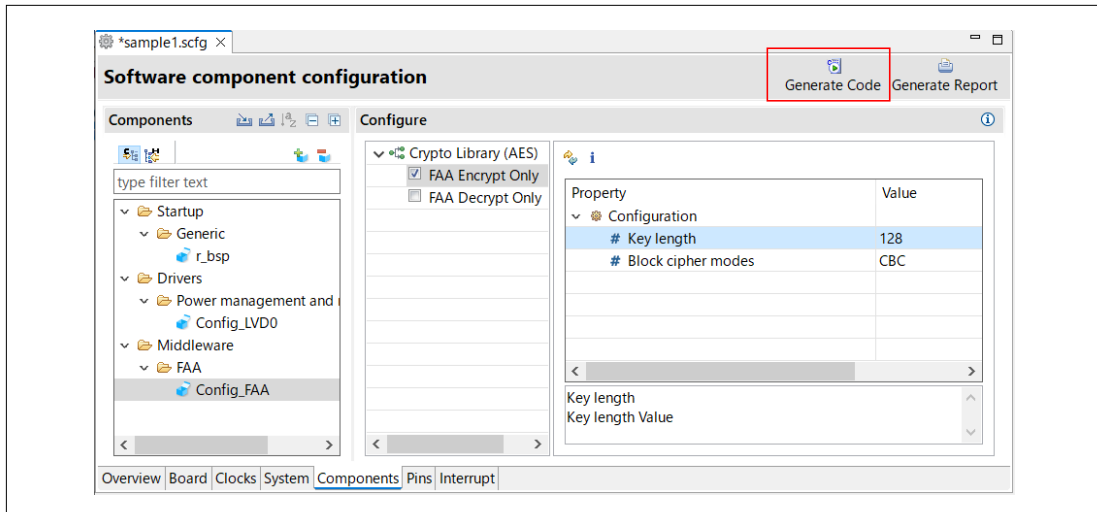 *sample1.scfg
Software component configuration
Generate Code
Generate Report
Components
Configure
type filter text
Startup
Generic
r_bsp
Drivers
Power management and
Config_LVD0
Middleware
FAA
Config_FAA
Crypto Library (AES)
FAA Encrypt Only
FAA Decrypt Only
Property Value
Configuration
# Key length 128
# Block cipher modes CBC
Key length
Key length Value
Overview Board Clocks System Components Pins Interrupt